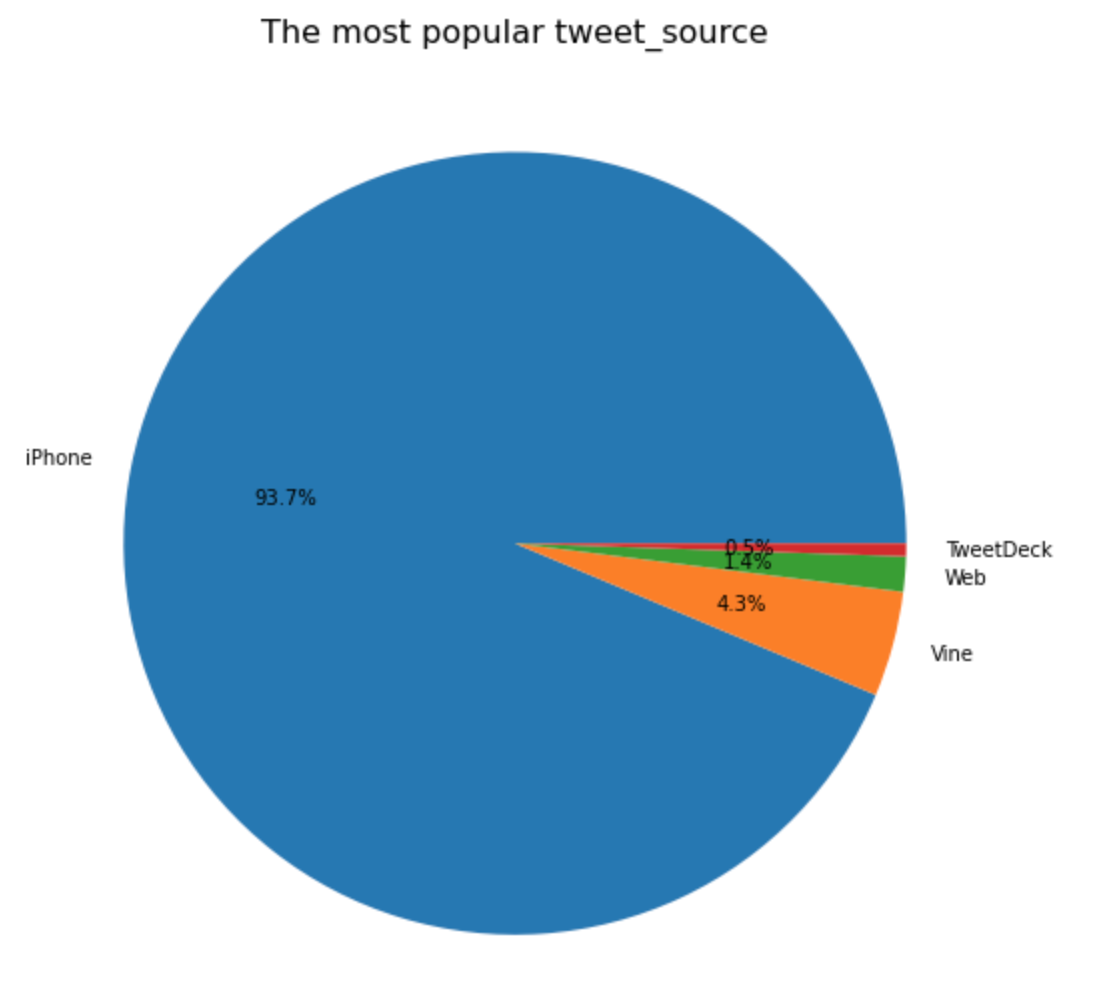 The most popular tweet_source
iPhone
93.7%
0.5%
TweetDeck
1.4%
Web
4.3%
Vine